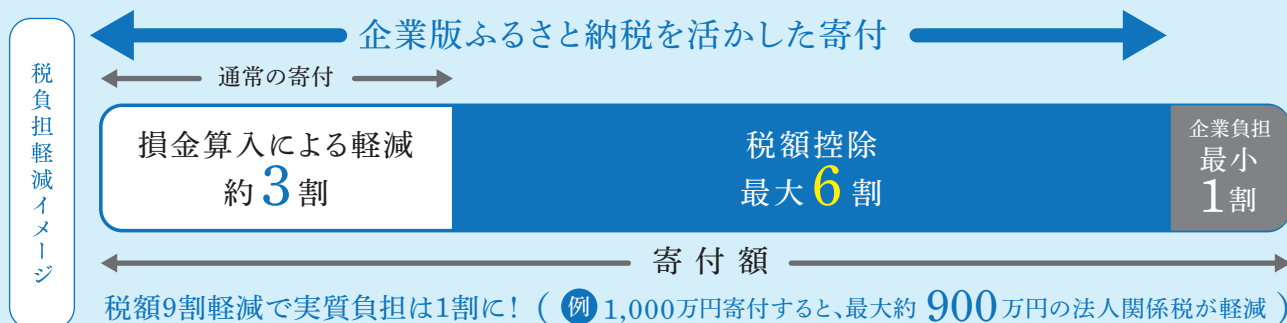 税負担軽減イメージ
企業版ふるさと納税を活かした寄付
通常の寄付
損金算入による軽減
約3割
税額控除
最大6割
企業負担
最小
1割
寄付額
税額9割軽減で実質負担は1割に!(例 1,000万円寄付すると、最大約900万円の法人関係税が軽減)